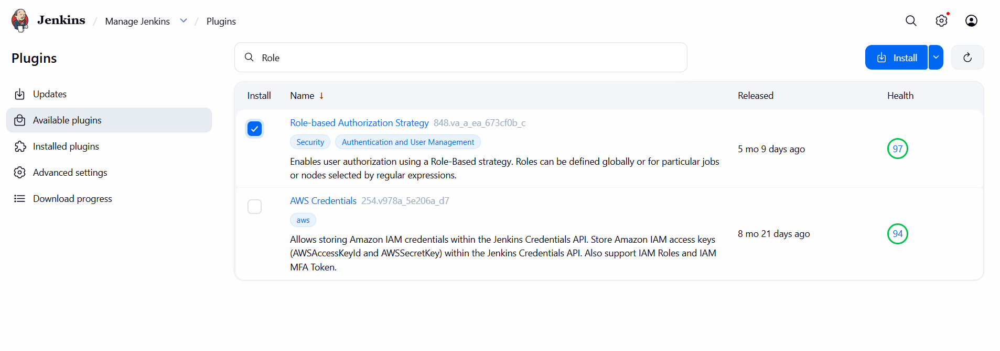 Jenkins / Manage Jenkins / Plugins
Plugins
Updates
Available plugins
Installed plugins
Advanced settings
Download progress
Role
Install
Install Name ↓ Released Health
Role-based Authorization Strategy 848.va_a_ea_673cf0b_c
Security Authentication and User Management
Enables user authorization using a Role-Based strategy. Roles can be defined globally or for particular jobs
or nodes selected by regular expressions.
5 mo 9 days ago
97
AWS Credentials 254.v978a_5e206a_d7
aws
Allows storing Amazon IAM credentials within the Jenkins Credentials API. Store Amazon IAM access keys
(AWSAccessKeyId and AWSSecretKey) within the Jenkins Credentials API. Also support IAM Roles and IAM
MFA Token.
8 mo 21 days ago
94